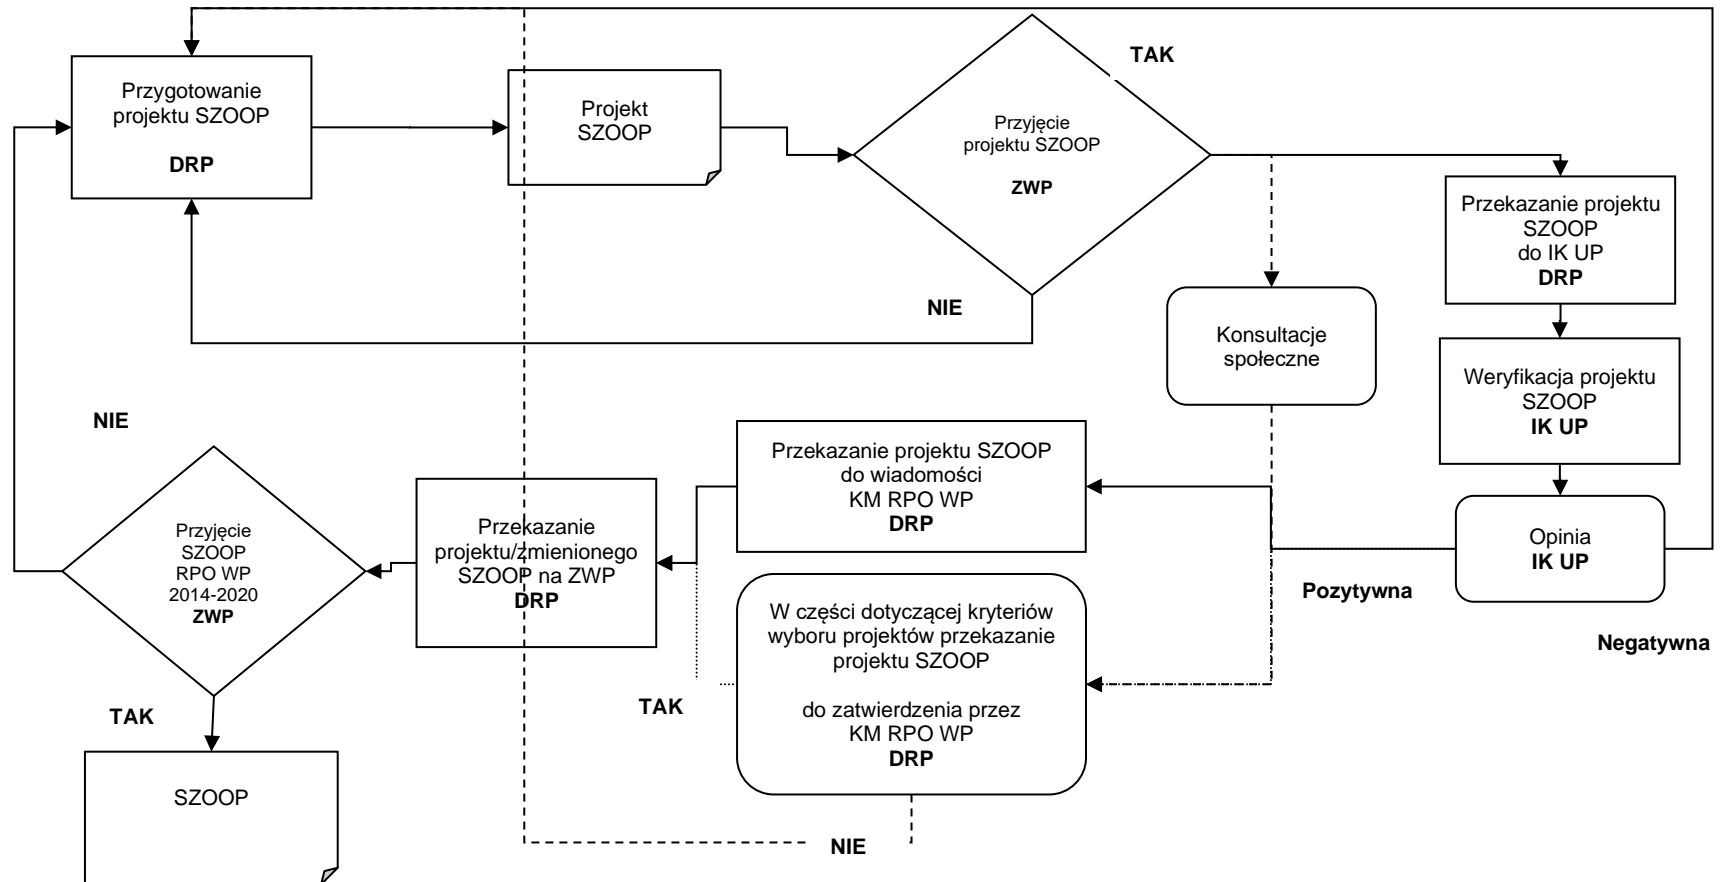 TAK
Przygotowanie
projektu SZOOP
DRP
Projekt
SZOOP
Przyjęcie
projektu SZOOP
ZWP
Przekazanie projektu
SZOOP
do IK UP
DRP
NIE
Konsultacje
społeczne
Weryfikacja projektu
SZOOP
IK UP
NIE
Przekazanie projektu SZOOP
do wiadomości
KM RPO WP
DRP
Przekazanie
projektu/zmienionego
SZOOP na ZWP
DRP
Przyjęcie
SZOOP
RPO WP
2014-2020
ZWP
Opinia
IK UP
Pozytywna
Negatywna
W części dotyczącej kryteriów
wyboru projektów przekazanie
projektu SZOOP
do zatwierdzenia przez
KM RPO WP
DRP
TAK
TAK
SZOOP
NIE